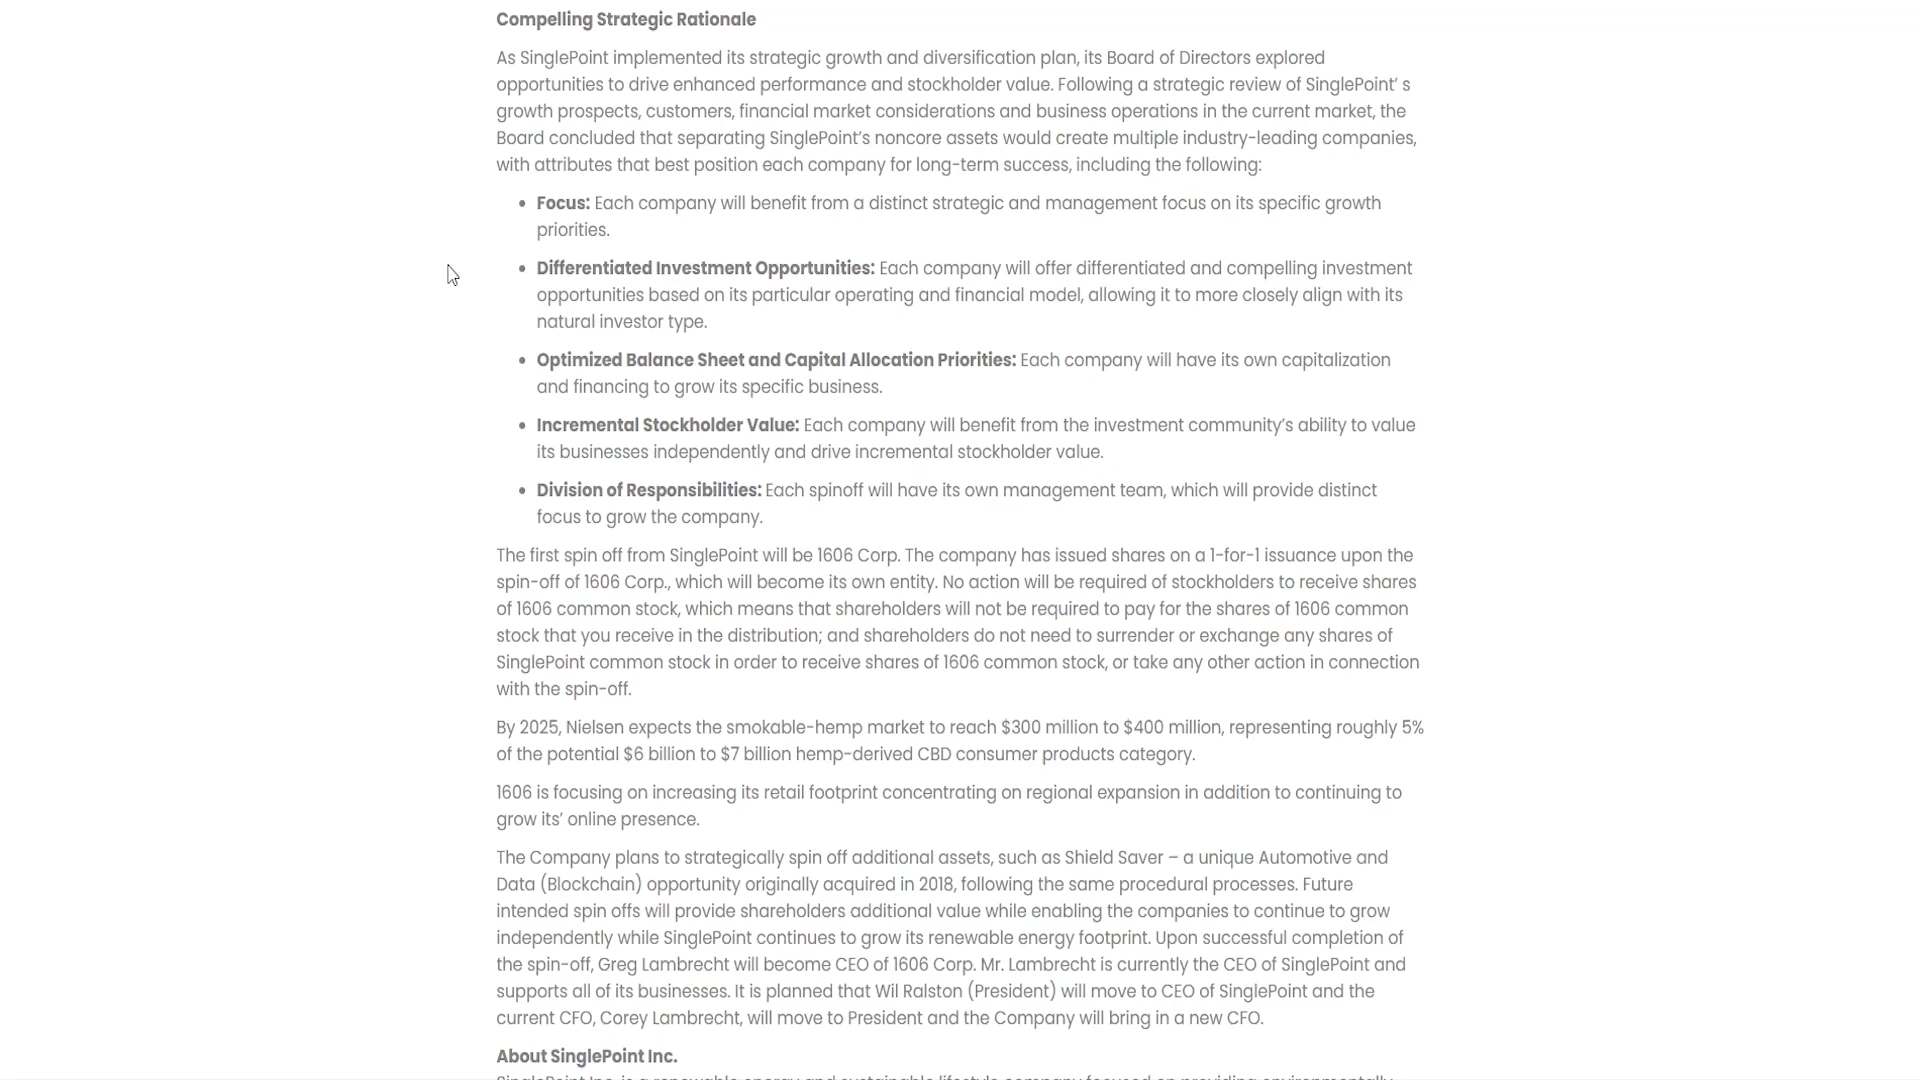 Compelling Strategic Rationale
As SinglePoint implemented its strategic growth and diversification plan, its Board of Directors explored
opportunities to drive enhanced performance and stockholder value. Following a strategic review of SinglePoint' s
growth prospects, customers, financial market considerations and business operations in the current market, the
Board concluded that separating SinglePoint’s noncore assets would create multiple industry-leading companies,
with attributes that best position each company for long-term success, including the following:
• Focus: Each company will benefit from a distinct strategic and management focus on its specific growth
priorities.
• Differentiated Investment Opportunities: Each company will offer differentiated and compelling investment
opportunities based on its particular operating and financial model, allowing it to more closely align with its
natural investor type.
• Optimized Balance Sheet and Capital Allocation Priorities: Each company will have its own capitalization
and financing to grow its specific business.
• Incremental Stockholder Value: Each company will benefit from the investment community’s ability to value
its businesses independently and drive incremental stockholder value.
• Division of Responsibilities: Each spinoff will have its own management team, which will provide distinct
focus to grow the company.
The first spin off from SinglePoint will be 1606 Corp. The company has issued shares on a 1-for-1 issuance upon the
spin-off of 1606 Corp., which will become its own entity. No action will be required of stockholders to receive shares
of 1606 common stock, which means that shareholders will not be required to pay for the shares of 1606 common
stock that you receive in the distribution; and shareholders do not need to surrender or exchange any shares of
SinglePoint common stock in order to receive shares of 1606 common stock, or take any other action in connection
with the spin-off.
By 2025, Nielsen expects the smokable-hemp market to reach $300 million to $400 million, representing roughly 5%
of the potential $6 billion to $7 billion hemp-derived CBD consumer products category.
1606 is focusing on increasing its retail footprint concentrating on regional expansion in addition to continuing to
grow its’ online presence.
The Company plans to strategically spin off additional assets, such as Shield Saver – a unique Automotive and
Data (Blockchain) opportunity originally acquired in 2018, following the same procedural processes. Future
intended spin offs will provide shareholders additional value while enabling the companies to continue to grow
independently while SinglePoint continues to grow its renewable energy footprint. Upon successful completion of
the spin-off, Greg Lambrecht will become CEO of 1606 Corp. Mr. Lambrecht is currently the CEO of SinglePoint and
supports all of its businesses. It is planned that Wil Ralston (President) will move to CEO of SinglePoint and the
current CFO, Corey Lambrecht, will move to President and the Company will bring in a new CFO.
About SinglePoint Inc.
SinglePoint Inc. is a renewable energy and sustainable lifestyle company focused on providing environmentally